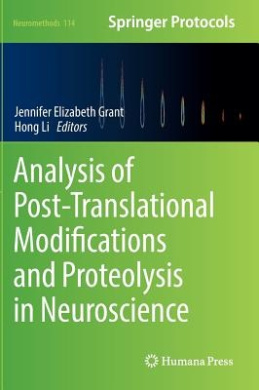 Neuromethods 114
Springer Protocols
Jennifer Elizabeth Grant
Hong Li Editors
Analysis of
Post-Translational
Modifications
and Proteolysis
in Neuroscience
Humana Press